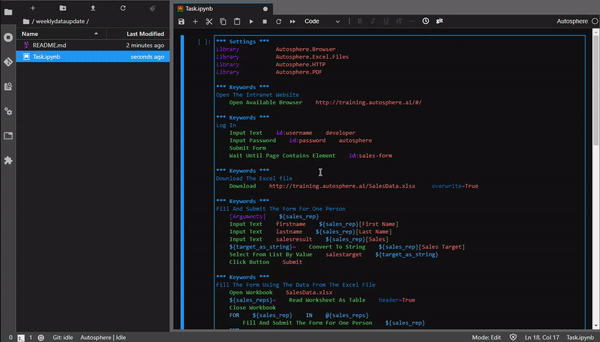 Task.ipynb
/ weeklydataupdate /
Code
Autosphere
Name
Last Modified
README.md
2 minutes ago
Task.ipynb
seconds ago
[ ]:
*** Settings ***
Library Autosphere.Browser
Library Autosphere.Excel.Files
Library Autosphere.HTTP
Library Autosphere.PDF
*** Keywords ***
Open The Intranet Website
Open Available Browser http://training.autosphere.ai/#/
*** Keywords ***
Log In
Input Text id:username developer
Input Password id:password autosphere
Submit Form
Wait Until Page Contains Element id:sales-form
*** Keywords ***
Download The Excel file
Download http://training.autosphere.ai/SalesData.xlsx overwrite=True
*** Keywords ***
Fill And Submit The Form For One Person
[Arguments] ${sales_rep}
Input Text firstname ${sales_rep}[First Name]
Input Text lastname ${sales_rep}[Last Name]
Input Text salesresult ${sales_rep}[Sales]
${target_as_string}= Convert To String ${sales_rep}[Sales Target]
Select From List By Value salestarget ${target_as_string}
Click Button Submit
*** Keywords ***
Fill The Form Using The Data From The Excel File
Open Workbook SalesData.xlsx
${sales_reps}= Read Worksheet As Table header=True
Close Workbook
FOR ${sales_rep} IN @{sales_reps}
Fill And Submit The Form For One Person ${sales_rep}
0
1
Git: idle
Autosphere | Idle
Mode: Edit
Ln 18, Col 17
Task.ipynb